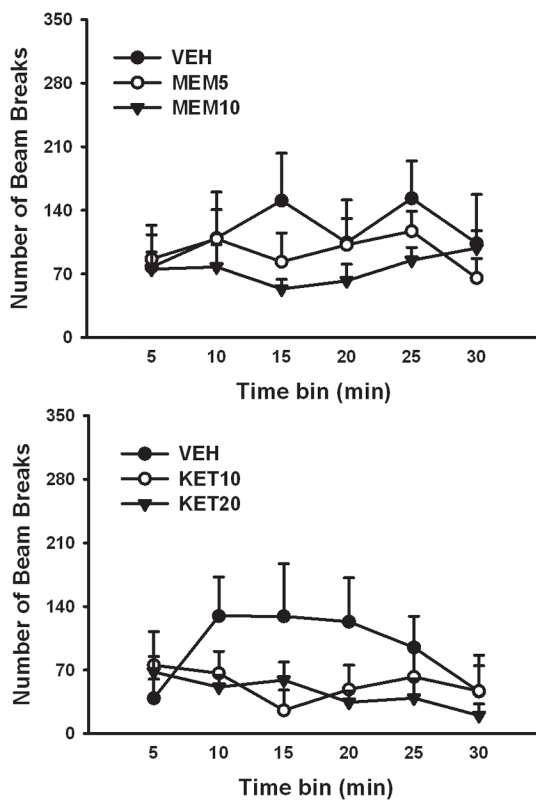 350
280
210
140
70
0
Number of Beam Breaks
VEH
MEM5
MEM10
5 10 15 20 25 30
Time bin (min)
350
280
210
140
70
0
Number of Beam Breaks
VEH
KET10
KET20
5 10 15 20 25 30
Time bin (min)